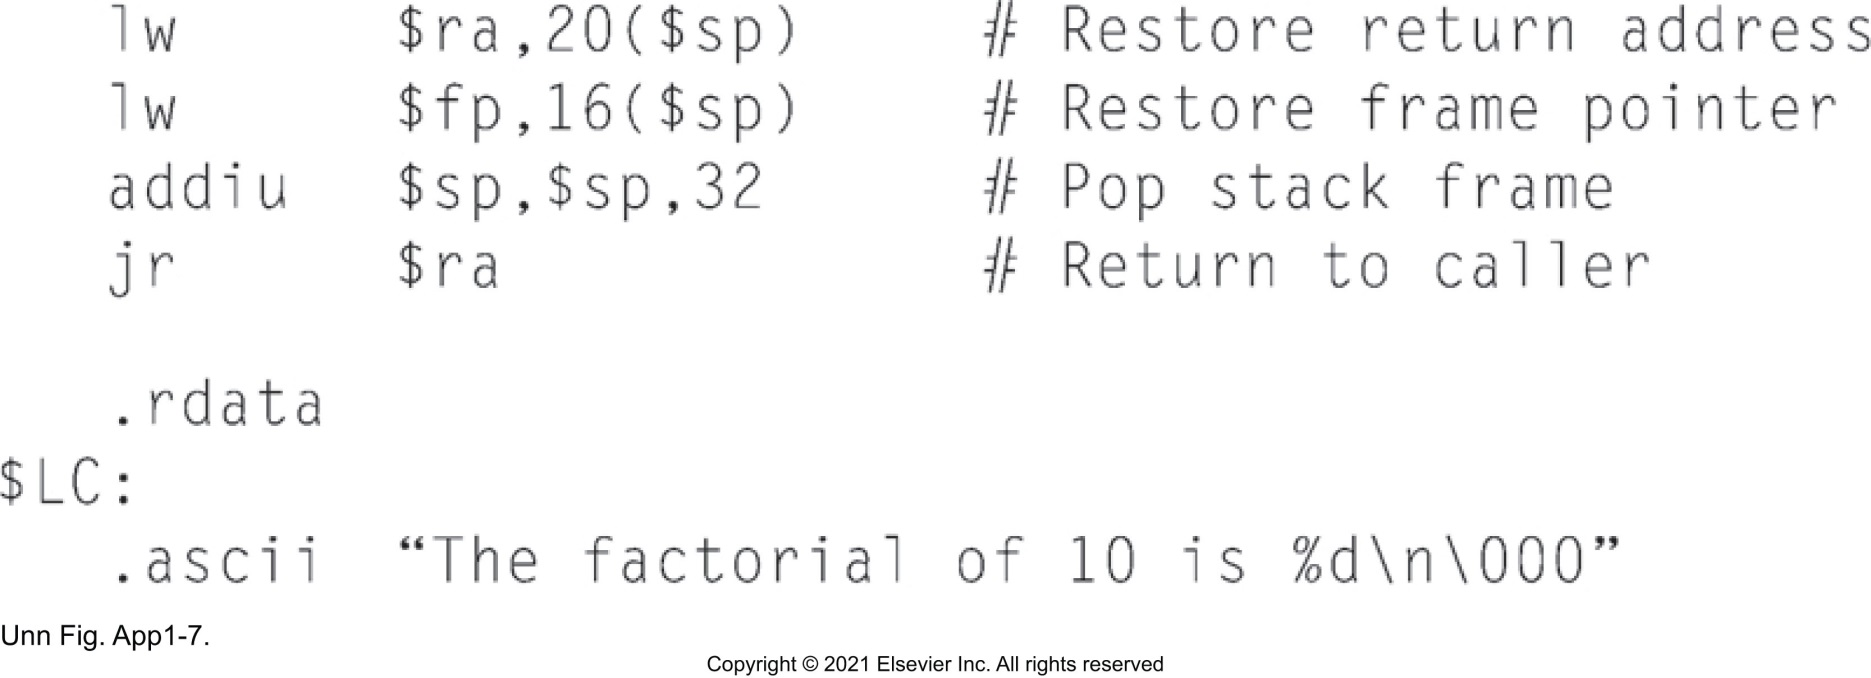 lw $ra,20($sp) # Restore return address
lw $fp,16($sp) # Restore frame pointer
addiu $sp,$sp,32 # Pop stack frame
jr $ra # Return to caller
.rdata
$LC:
.ascii “The factorial of 10 is %d\n\000”
Unn Fig. App1-7.
Copyright © 2021 Elsevier Inc. All rights reserved